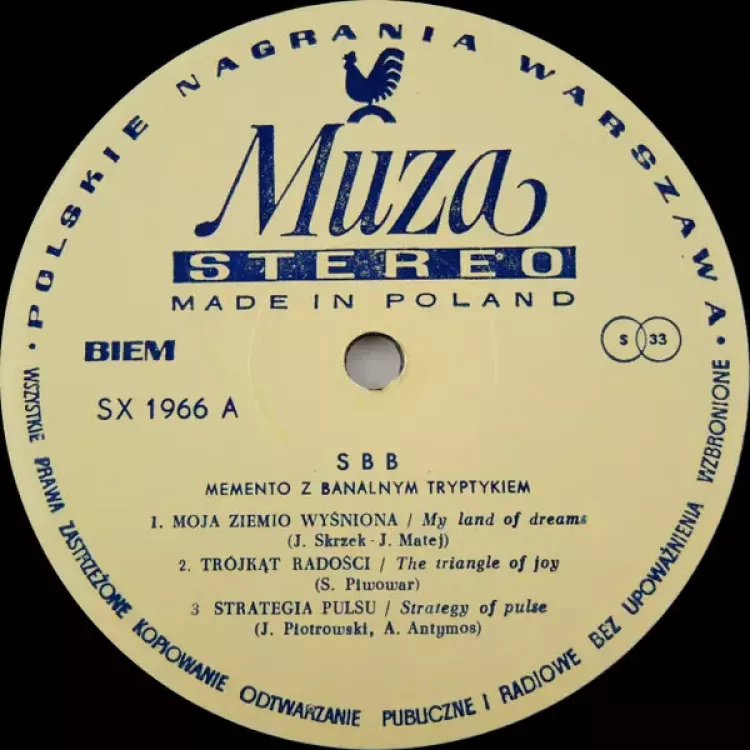 • POLSKIE NAGRANIA WARSZAWA •
Muza
STEREO
MADE IN POLAND
BIEM
S 33
SX 1966 A
SBB
MEMENTO Z BANALNYM TRYPTYKIEM
1. MOJA ZIEMIO WYŚNIONA / My land of dreams
(J. Skrzek - J. Matej)
2. TRÓJKĄT RADOŚCI / The triangle of joy
(S. Piwowar)
3 STRATEGIA PULSU / Strategy of pulse
(J. Piotrowski, A. Antymos)
WSZYSTKIE PRAWA ZASTRZEŻONE KOPIOWANIE ODTWARZANIE PUBLICZNE I RADIOWE BEZ UPOWAŻNIENIA WZBRONIONE